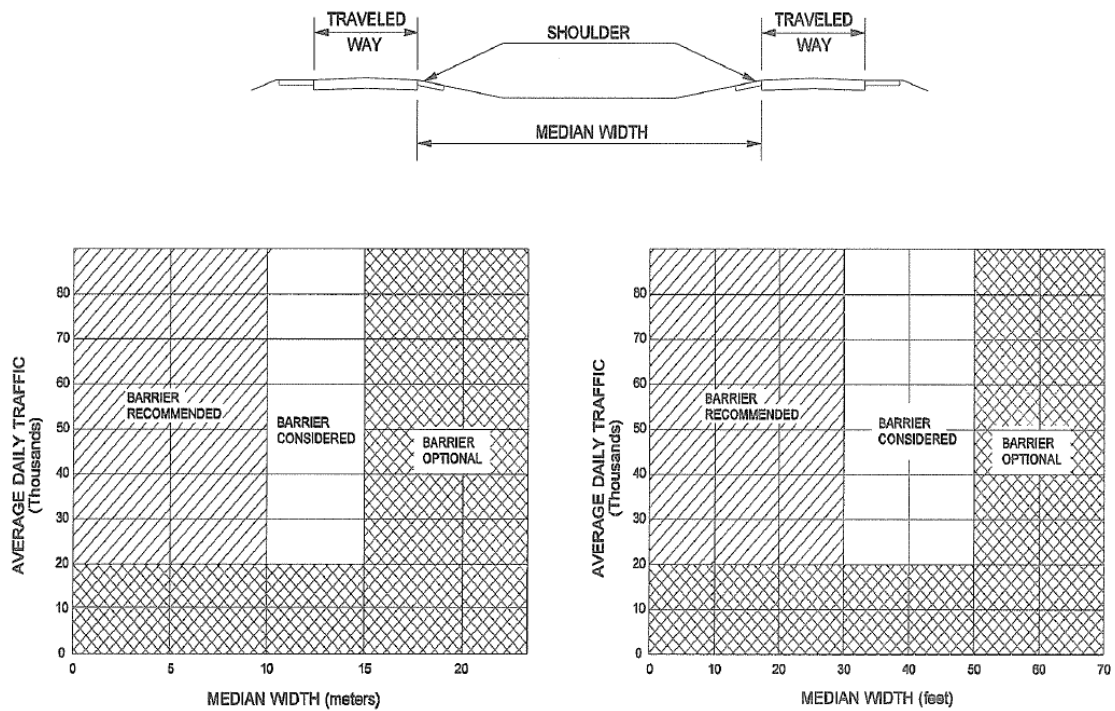 TRAVELED
WAY
SHOULDER
TRAVELED
WAY
MEDIAN WIDTH
AVERAGE DAILY TRAFFIC
(Thousands)
80
70
60
50
40
30
20
10
0
BARRIER
RECOMMENDED
BARRIER
CONSIDERED
BARRIER
OPTIONAL
0 5 10 15 20
MEDIAN WIDTH (meters)
AVERAGE DAILY TRAFFIC
(Thousands)
80
70
60
50
40
30
20
10
0
BARRIER
RECOMMENDED
BARRIER
CONSIDERED
BARRIER
OPTIONAL
0 10 20 30 40 50 60 70
MEDIAN WIDTH (feet)